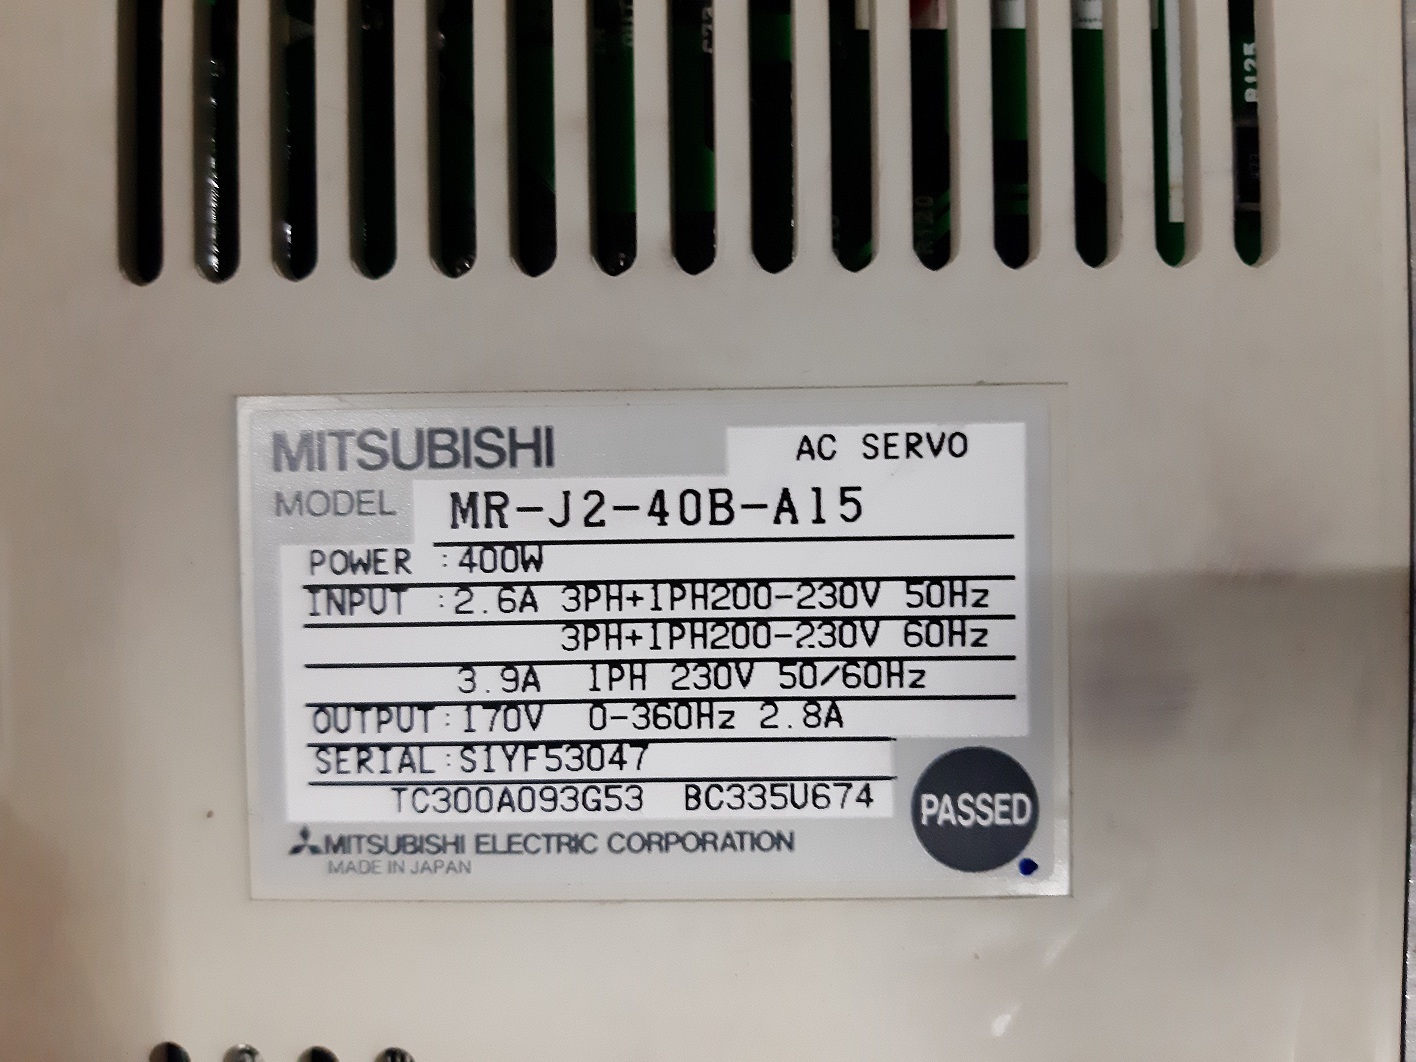 R125
A120
MITSUBISHI
AC SERVO
MODEL MR-J2-40B-A15
POWER :400W
INPUT :2.6A 3PH+1PH200-230V 50Hz
3PH+1PH200-230V 60Hz
3.9A 1PH 230V 50/60Hz
OUTPUT:170V 0-360Hz 2.8A
SERIAL:S1YF53047
TC300A093G53 BC335U674
PASSED
MITSUBISHI ELECTRIC CORPORATION
MADE IN JAPAN